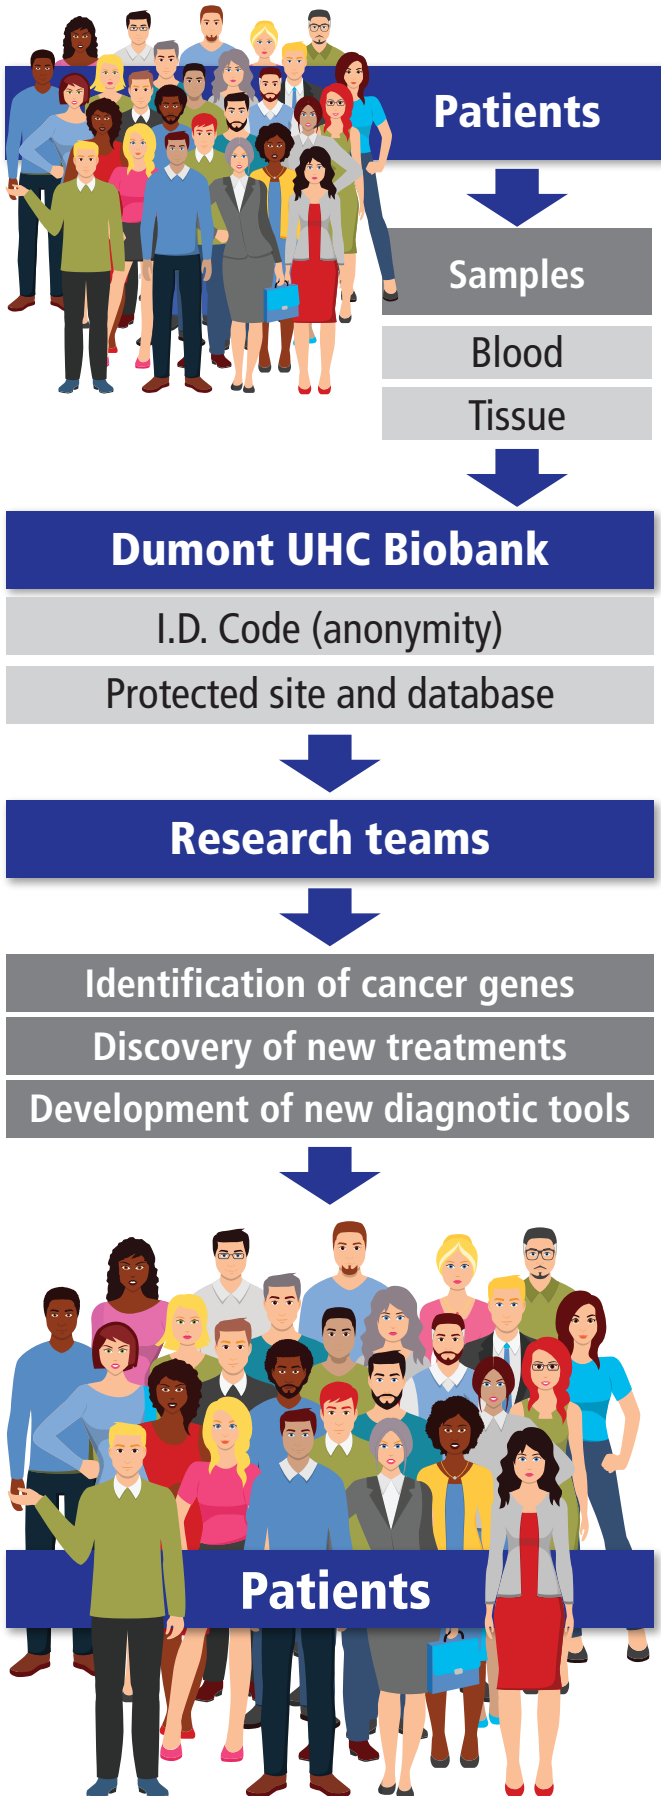 Patients
Samples
Blood
Tissue
Dumont UHC Biobank
I.D. Code (anonymity)
Protected site and database
Research teams
Identification of cancer genes
Discovery of new treatments
Development of new diagnotic tools
Patients